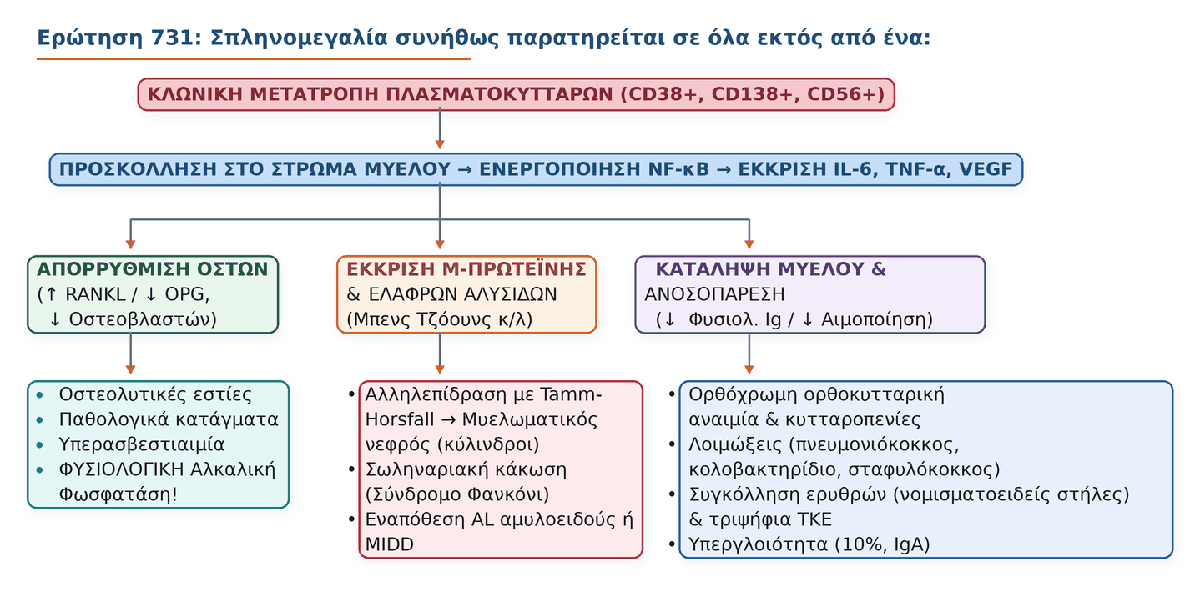 Ερώτηση 731: Σπληνομεγαλία συνήθως παρατηρείται σε όλα εκτός από ένα:
ΚΛΩΝΙΚΗ ΜΕΤΑΤΡΟΠΗ ΠΛΑΣΜΑΤΟΚΥΤΤΑΡΩΝ (CD38+, CD138+, CD56+)
ΠΡΟΣΚΟΛΛΗΣΗ ΣΤΟ ΣΤΡΩΜΑ ΜΥΕΛΟΥ → ΕΝΕΡΓΟΠΟΙΗΣΗ NF-κB → ΕΚΚΡΙΣΗ IL-6, TNF-α, VEGF
ΑΠΟΡΡΥΘΜΙΣΗ ΟΣΤΩΝ
(↑ RANKL / ↓ OPG,
↓ Οστεοβλαστών)
ΕΚΚΡΙΣΗ Μ-ΠΡΩΤΕΪΝΗΣ
& ΕΛΑΦΡΩΝ ΑΛΥΣΙΔΩΝ
(Μπενς Τζόουνς κ/λ)
ΚΑΤΑΛΗΨΗ ΜΥΕΛΟΥ &
ΑΝΟΣΟΠΑΡΕΣΗ
(↓ Φυσιολ. Ig / ↓ Αιμοποίηση)
• Οστεολυτικές εστίες
• Παθολογικά κατάγματα
• Υπερασβεστιαιμία
• ΦΥΣΙΟΛΟΓΙΚΗ Αλκαλική
Φωσφατάση!
• Αλληλεπίδραση με Tamm-
Horsfall → Μυελωματικός
νεφρός (κύλινδροι)
• Σωληναριακή κάκωση
(Σύνδρομο Φανκόνι)
• Εναπόθεση AL αμυλοειδούς ή
MIDD
• Ορθόχρωμη ορθοκυτταρική
αναιμία & κυτταροπενίες
• Λοιμώξεις (πνευμονιόκοκκος,
κολοβακτηρίδιο, σταφυλόκοκκος)
• Συγκόλληση ερυθρών (νομισματοειδείς στήλες)
& τριψήφια ΤΚΕ
• Υπεργλοιότητα (10%, IgA)